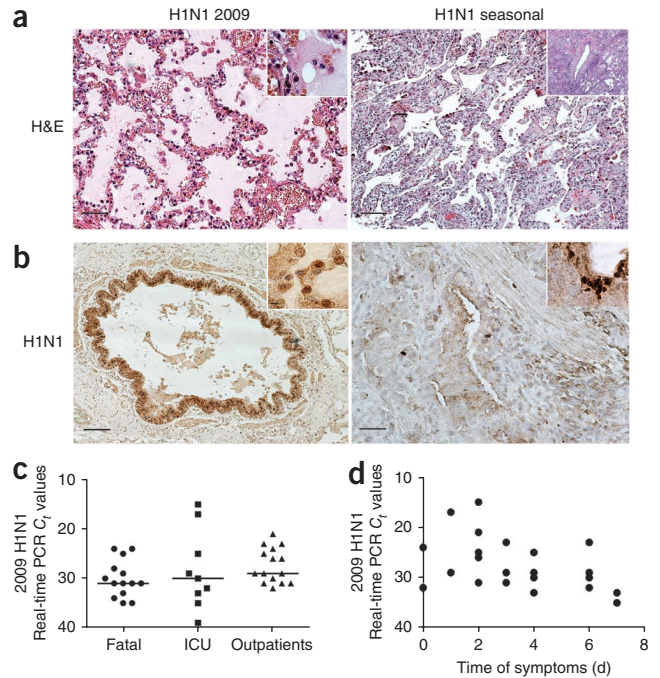 a
H1N1 2009
H1N1 seasonal
H&E
b
H1N1
c
2009 H1N1
Real-time PCR Ct values
10
20
30
40
Fatal
ICU
Outpatients
d
2009 H1N1
Real-time PCR Ct values
10
20
30
40
0
2
4
6
8
Time of symptoms (d)